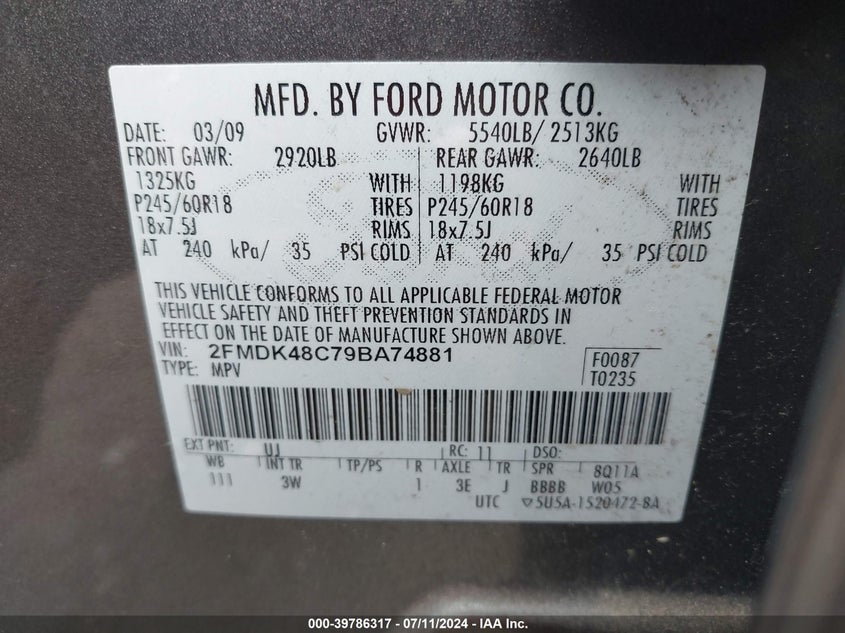 MFD. BY FORD MOTOR CO.
DATE: 03/09 GVWR: 5540LB/ 2513KG
FRONT GAWR: 2920LB REAR GAWR: 2640LB
1325KG WITH 1198KG WITH
P245/60R18 TIRES P245/60R18 TIRES
18x7.5J RIMS 18x7.5J RIMS
AT 240 kPa/ 35 PSI COLD AT 240 kPa/ 35 PSI COLD
THIS VEHICLE CONFORMS TO ALL APPLICABLE FEDERAL MOTOR
VEHICLE SAFETY AND THEFT PREVENTION STANDARDS IN
EFFECT ON THE DATE OF MANUFACTURE SHOWN ABOVE.
VIN: 2FMDK48C79BA74881 F0087
TYPE: MPV T0235
EXT PNT: UJ RC: 11 DSO:
WB INT TR TP/PS R AXLE TR SPR 8Q11A
111 3W 1 3E J BBBB W05
UTC ▽5U5A-1520472-BA
000-39786317 / 07/11/2024 - IAA Inc.